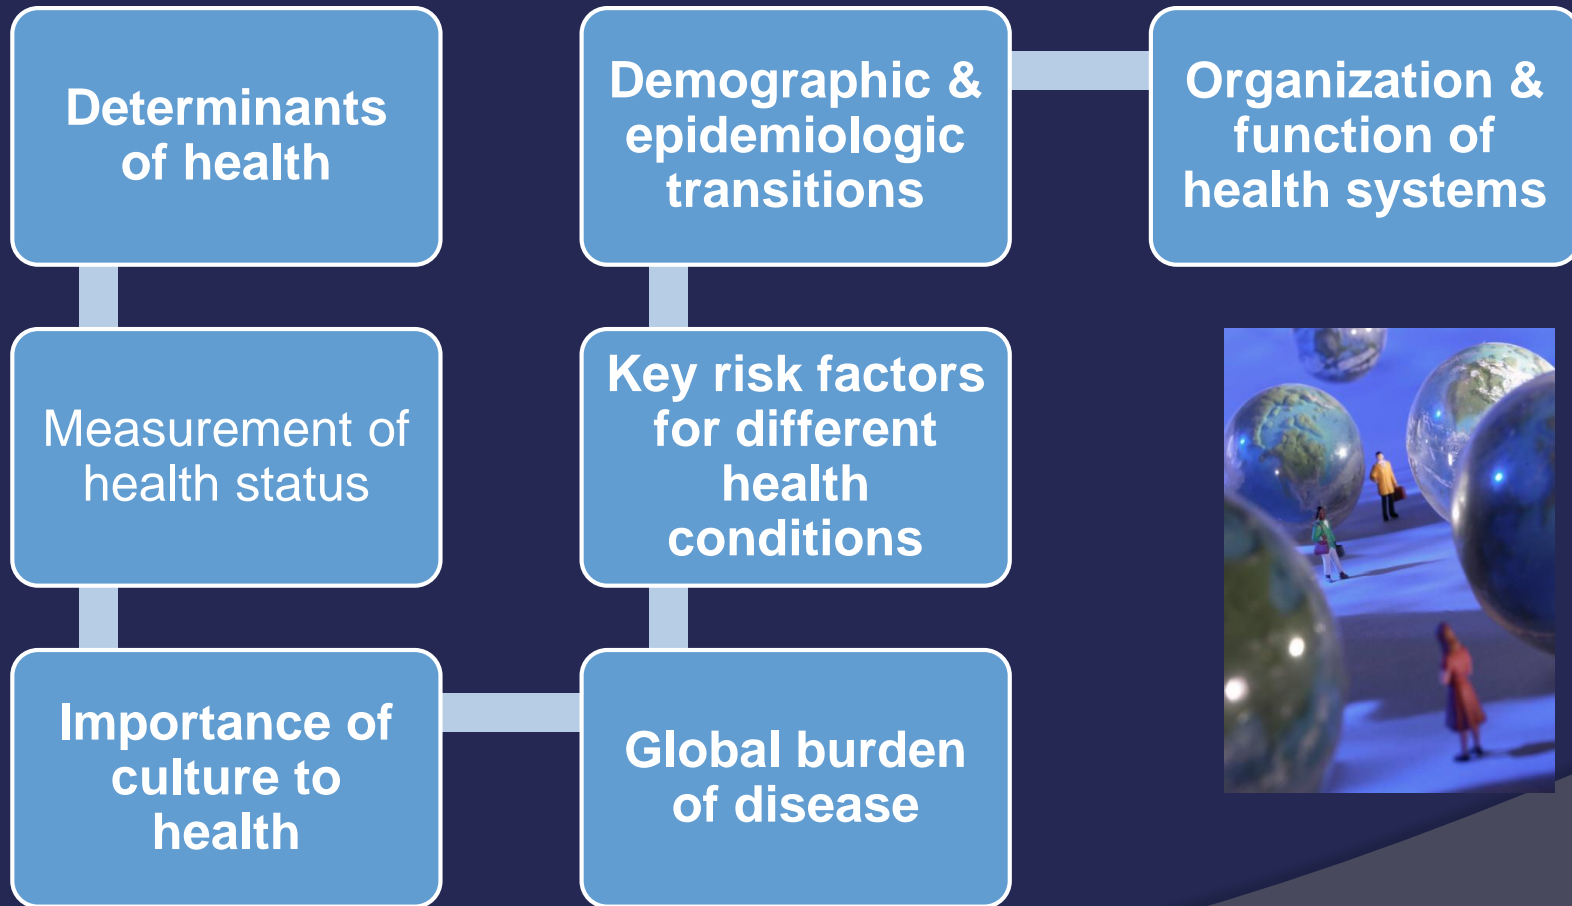 Determinants
of health
Measurement of
health status
Importance of
culture to
health
Global burden
of disease
Key risk factors
for different
health
conditions
Demographic &
epidemiologic
transitions
Organization &
function of
health systems